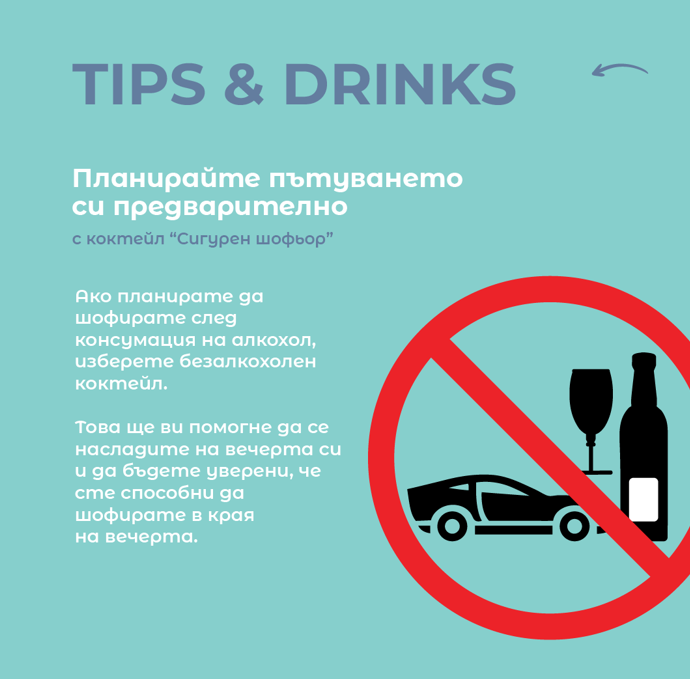 TIPS & DRINKS
Планирайте пътуването
си предварително
с коктейл “Сигурен шофьор”
Ако планирате да
шофирате след
консумация на алкохол,
изберете безалкохолен
коктейл.
Това ще ви помогне да се
насладите на вечерта си
и да бъдете уверени, че
сте способни да
шофирате в края
на вечерта.